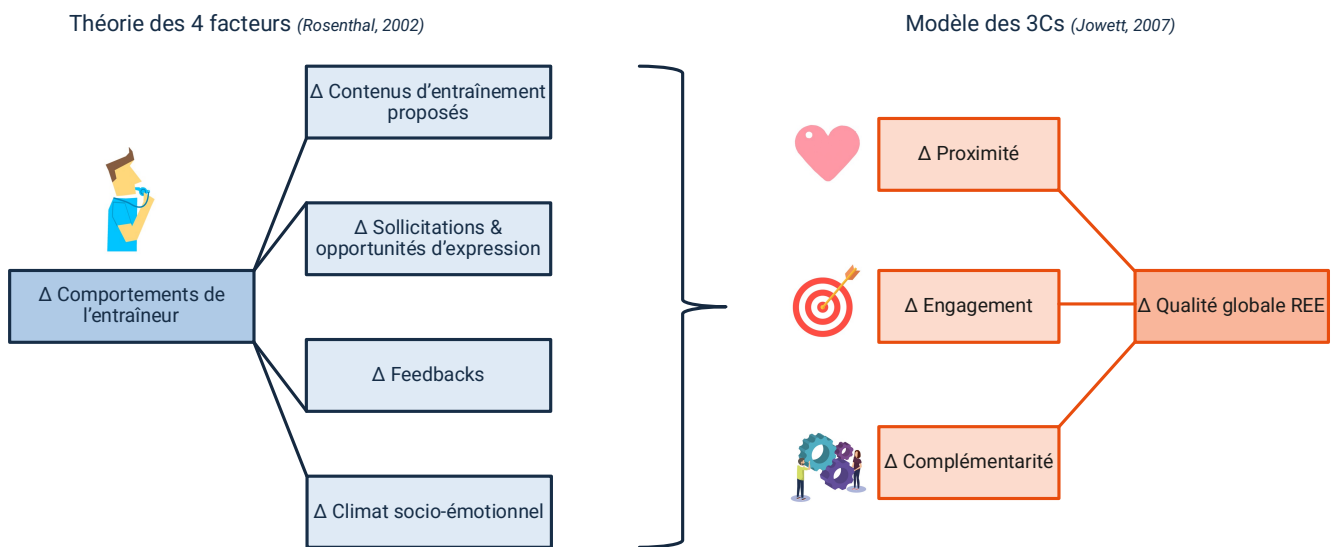 Théorie des 4 facteurs (Rosenthal, 2002)
Modèle des 3Cs (Jowett, 2007)
Δ Comportements de
l'entraîneur
Δ Contenus d'entraînement
proposés
Δ Sollicitations &
opportunités d'expression
Δ Feedbacks
Δ Climat socio-émotionnel
Δ Proximité
Δ Engagement
Δ Complémentarité
Δ Qualité globale REE